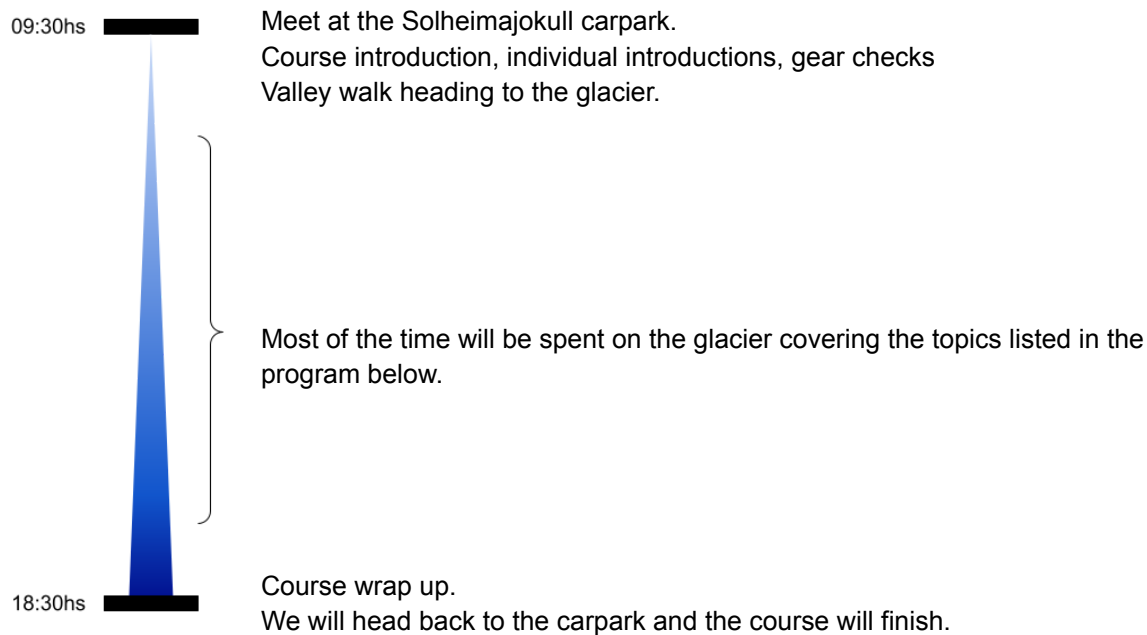 09:30hs
Meet at the Solheimajokull carpark.
Course introduction, individual introductions, gear checks
Valley walk heading to the glacier.
Most of the time will be spent on the glacier covering the topics listed in the
program below.
18:30hs
Course wrap up.
We will head back to the carpark and the course will finish.